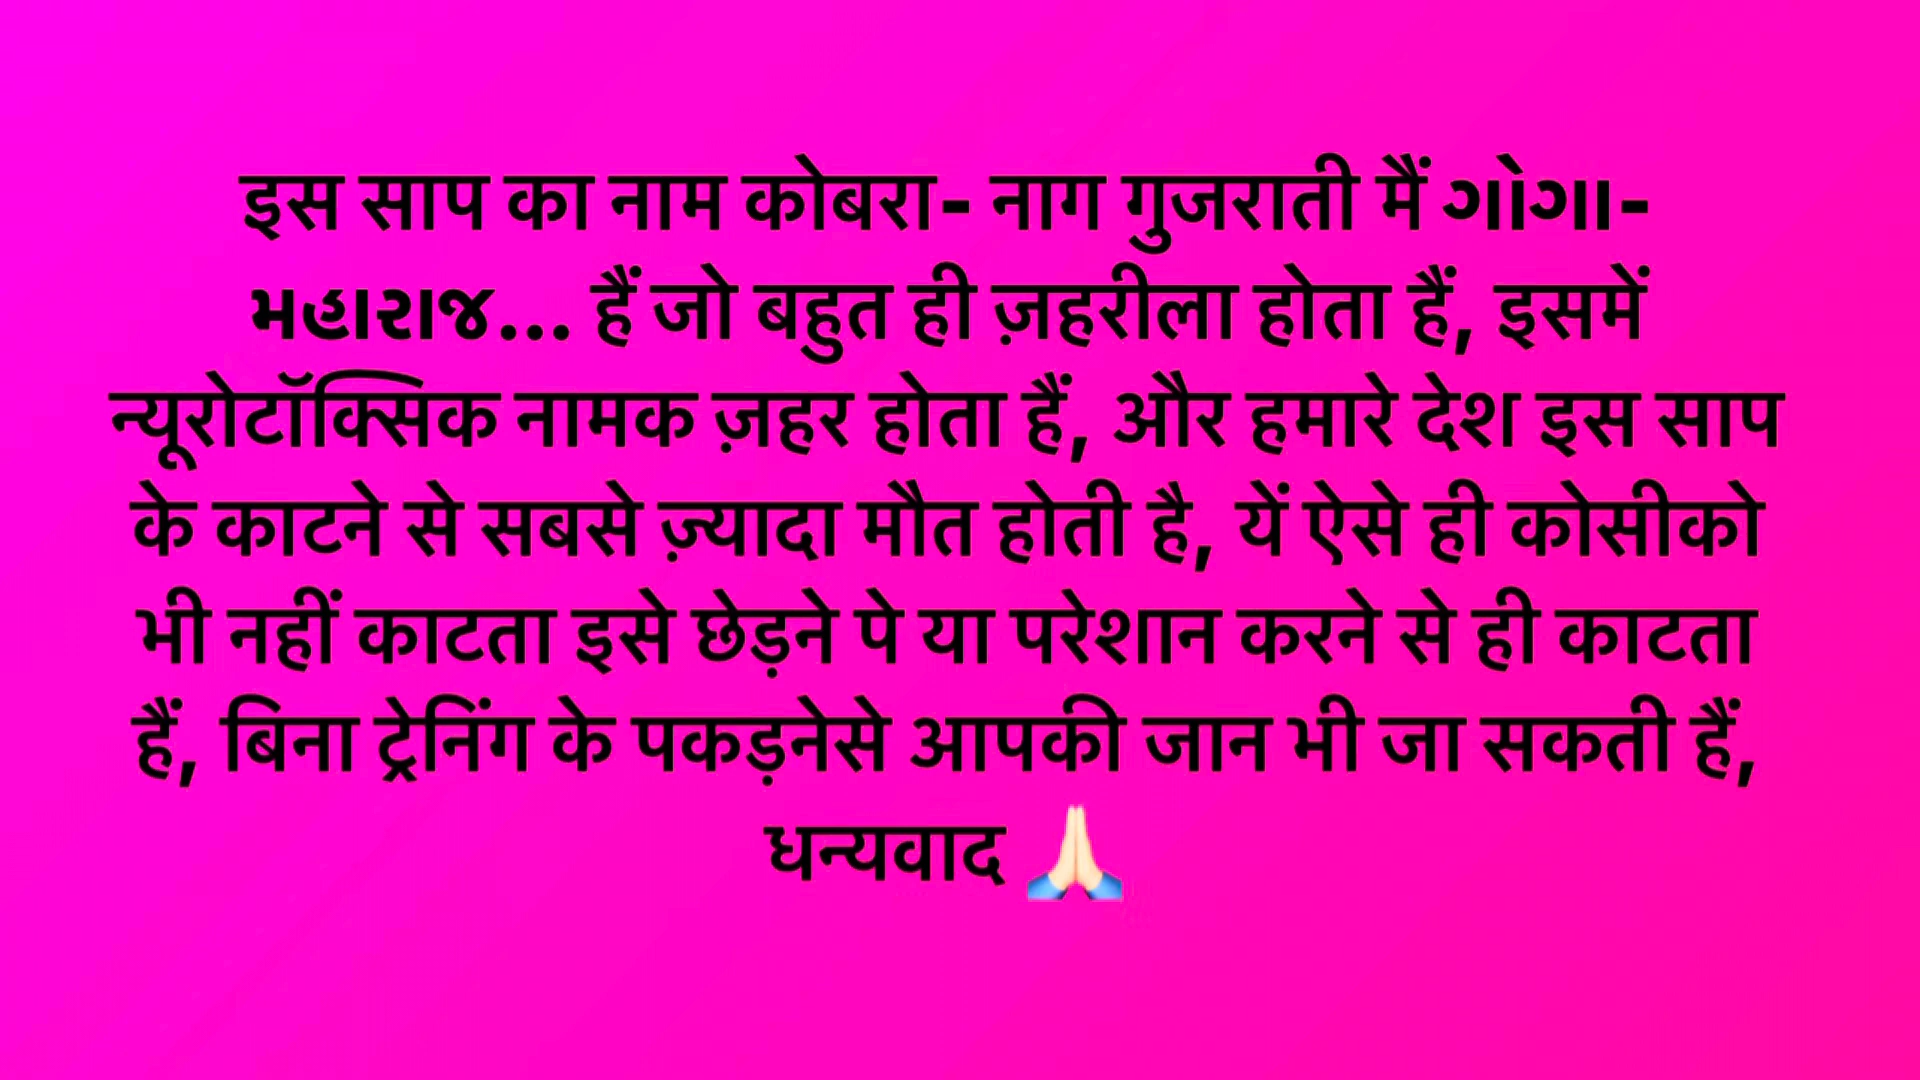 इस साप का नाम कोबरा- नाग गुजराती मैं ગોગા-
મહારાજ... हैं जो बहुत ही ज़हरीला होता हैं, इसमें
न्यूरोटॉक्सिक नामक ज़हर होता हैं, और हमारे देश इस साप
के काटने से सबसे ज़्यादा मौत होती है, यें ऐसे ही कोसीको
भी नहीं काटता इसे छेड़ने पे या परेशान करने से ही काटता
हैं, बिना ट्रेनिंग के पकड़नेसे आपकी जान भी जा सकती हैं,
धन्यवाद 🙏🏻